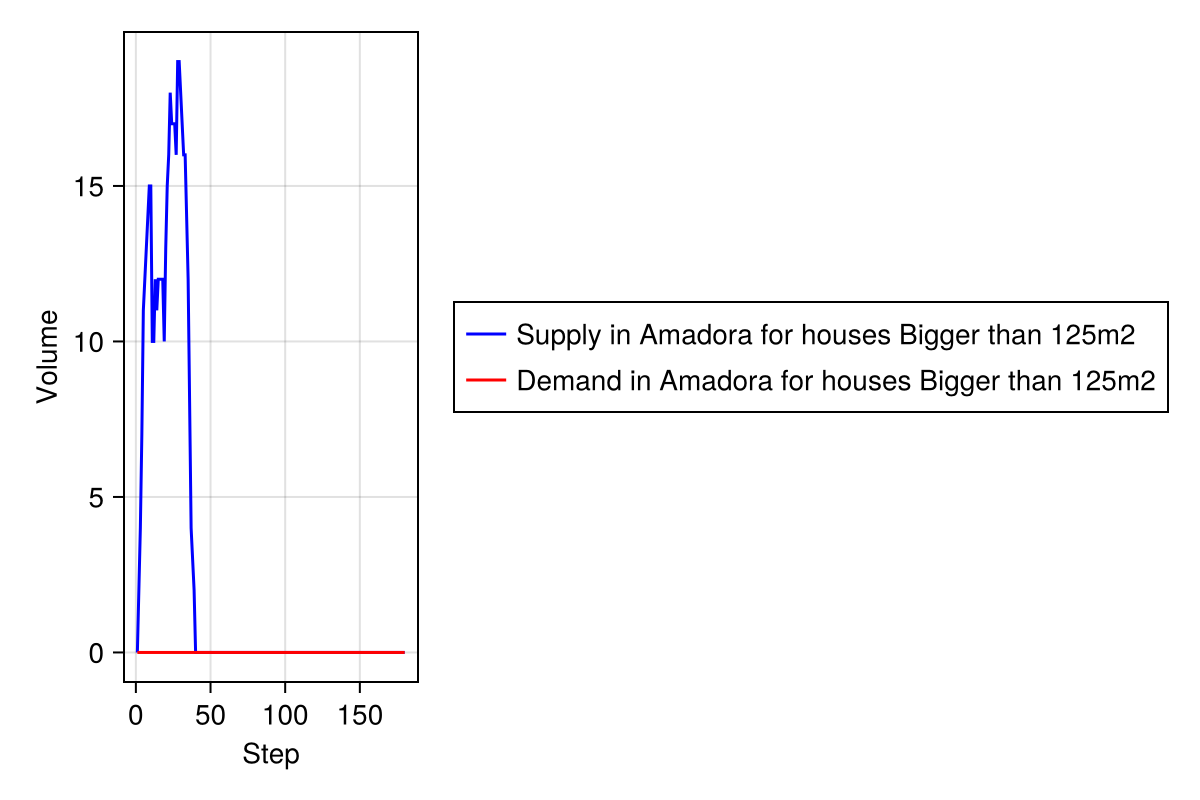 Volume
15
10
5
0
0 50 100 150
Step
Supply in Amadora for houses Bigger than 125m2
Demand in Amadora for houses Bigger than 125m2